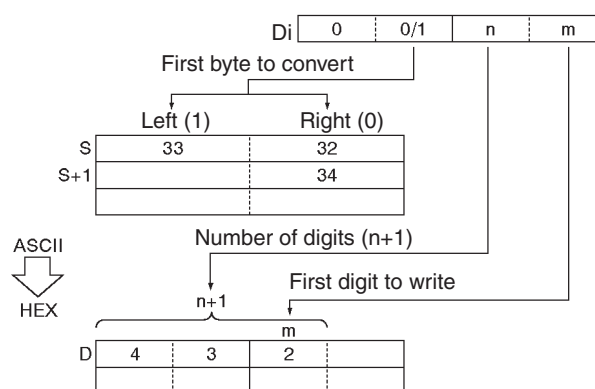 Di 0 0/1 n m
First byte to convert
Left (1) Right (0)
S 33 32
S+1 34
Number of digits (n+1)
ASCII
First digit to write
HEX
n+1
m
D 4 3 2